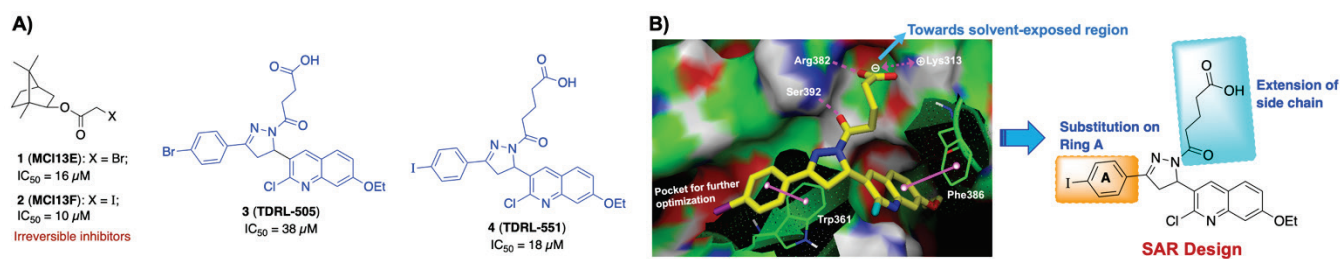 A)
X
O
O
1 (MCI13E): X = Br;
IC50 = 16 µM
2 (MCI13F): X = I;
IC50 = 10 µM
Irreversible inhibitors
O
OH
N N
O
Br
Cl
N
OEt
3 (TDRL-505)
IC50 = 38 µM
O
OH
N N
O
I
Cl
N
OEt
4 (TDRL-551)
IC50 = 18 µM
B)
Towards solvent-exposed region
Arg382
⊖
⊕Lys313
Ser392
Pocket for further
optimization
Trp361
Phe386
Substitution on
Ring A
Extension of
side chain
O
OH
O
N N
I
A
Cl
N
OEt
SAR Design